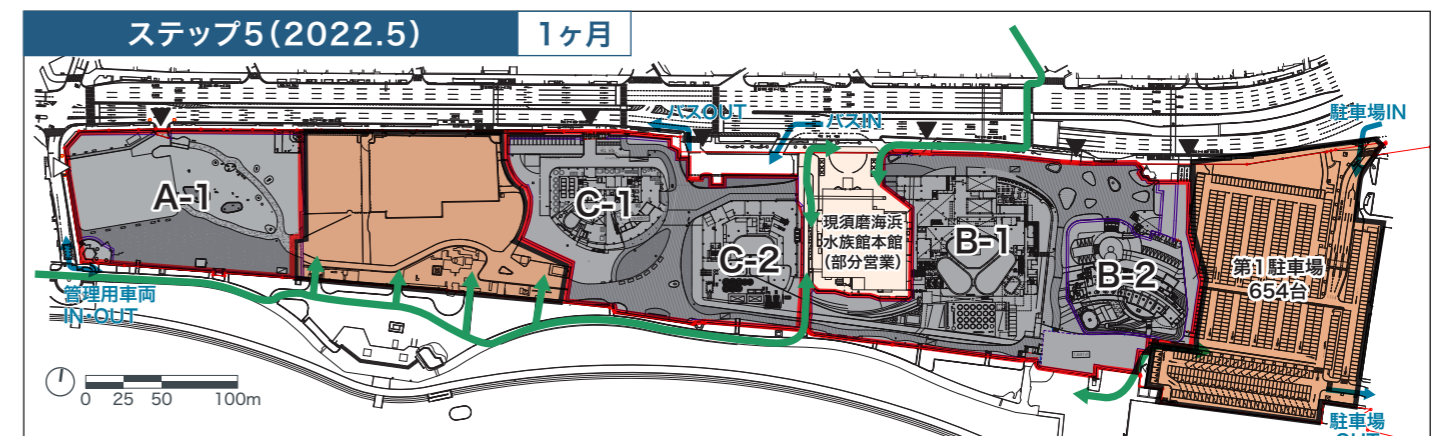 ステップ5(2022.5)
1ヶ月
バスOUT
バスIN
駐車場IN
A-1
C-1
C-2
現須磨海浜
水族館本館
(部分営業)
B-1
B-2
第1駐車場
654台
管理用車両
IN・OUT
0 25 50 100m
駐車場
OUT